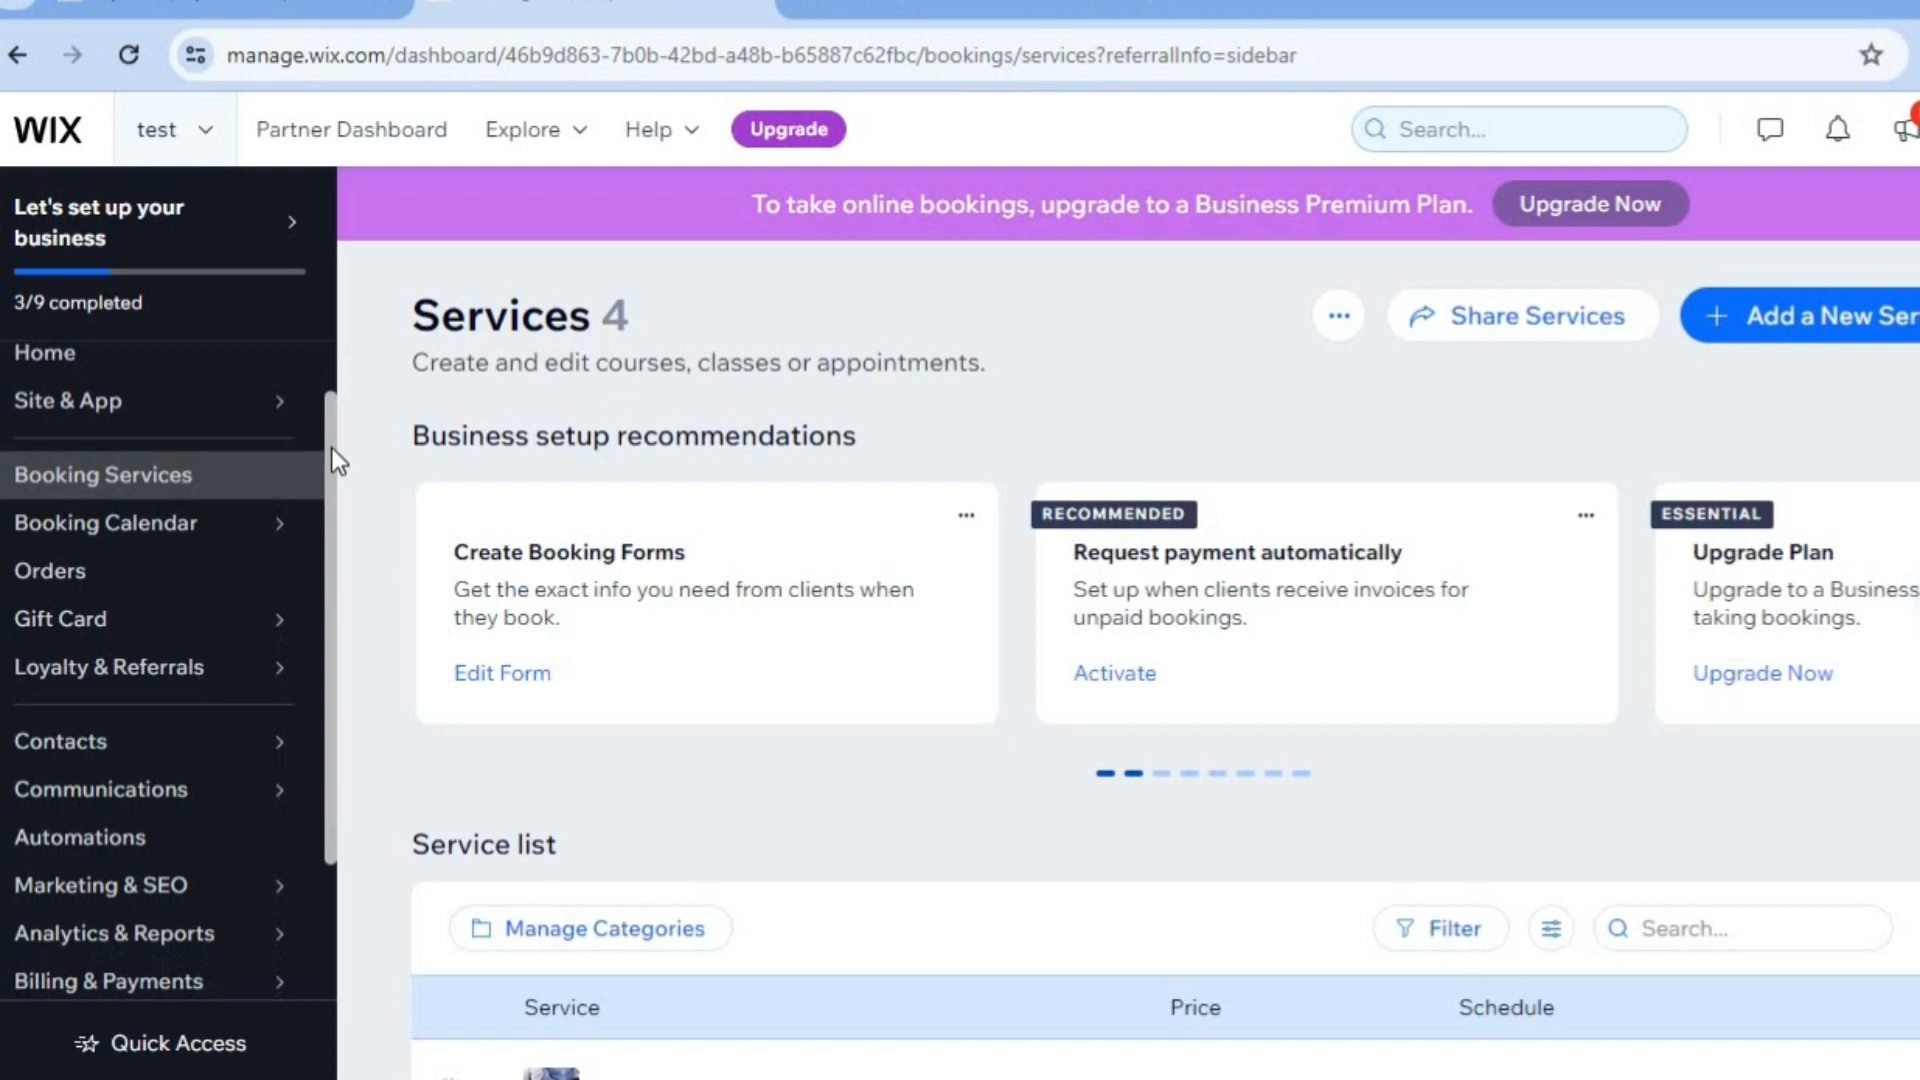 manage.wix.com/dashboard/46b9d863-7b0b-42bd-a48b-b65887c62fbc/bookings/services?referralInfo=sidebar
WIX test Partner Dashboard Explore Help Upgrade Search...
Let's set up your
business
3/9 completed
Home
Site & App
Booking Services
Booking Calendar
Orders
Gift Card
Loyalty & Referrals
Contacts
Communications
Automations
Marketing & SEO
Analytics & Reports
Billing & Payments
Quick Access
To take online bookings, upgrade to a Business Premium Plan. Upgrade Now
Services 4
Share Services
+ Add a New Ser
Create and edit courses, classes or appointments.
Business setup recommendations
Create Booking Forms
Get the exact info you need from clients when
they book.
Edit Form
RECOMMENDED
Request payment automatically
Set up when clients receive invoices for
unpaid bookings.
Activate
ESSENTIAL
Upgrade Plan
Upgrade to a Business
taking bookings.
Upgrade Now
Service list
Manage Categories Filter Search...
Service Price Schedule